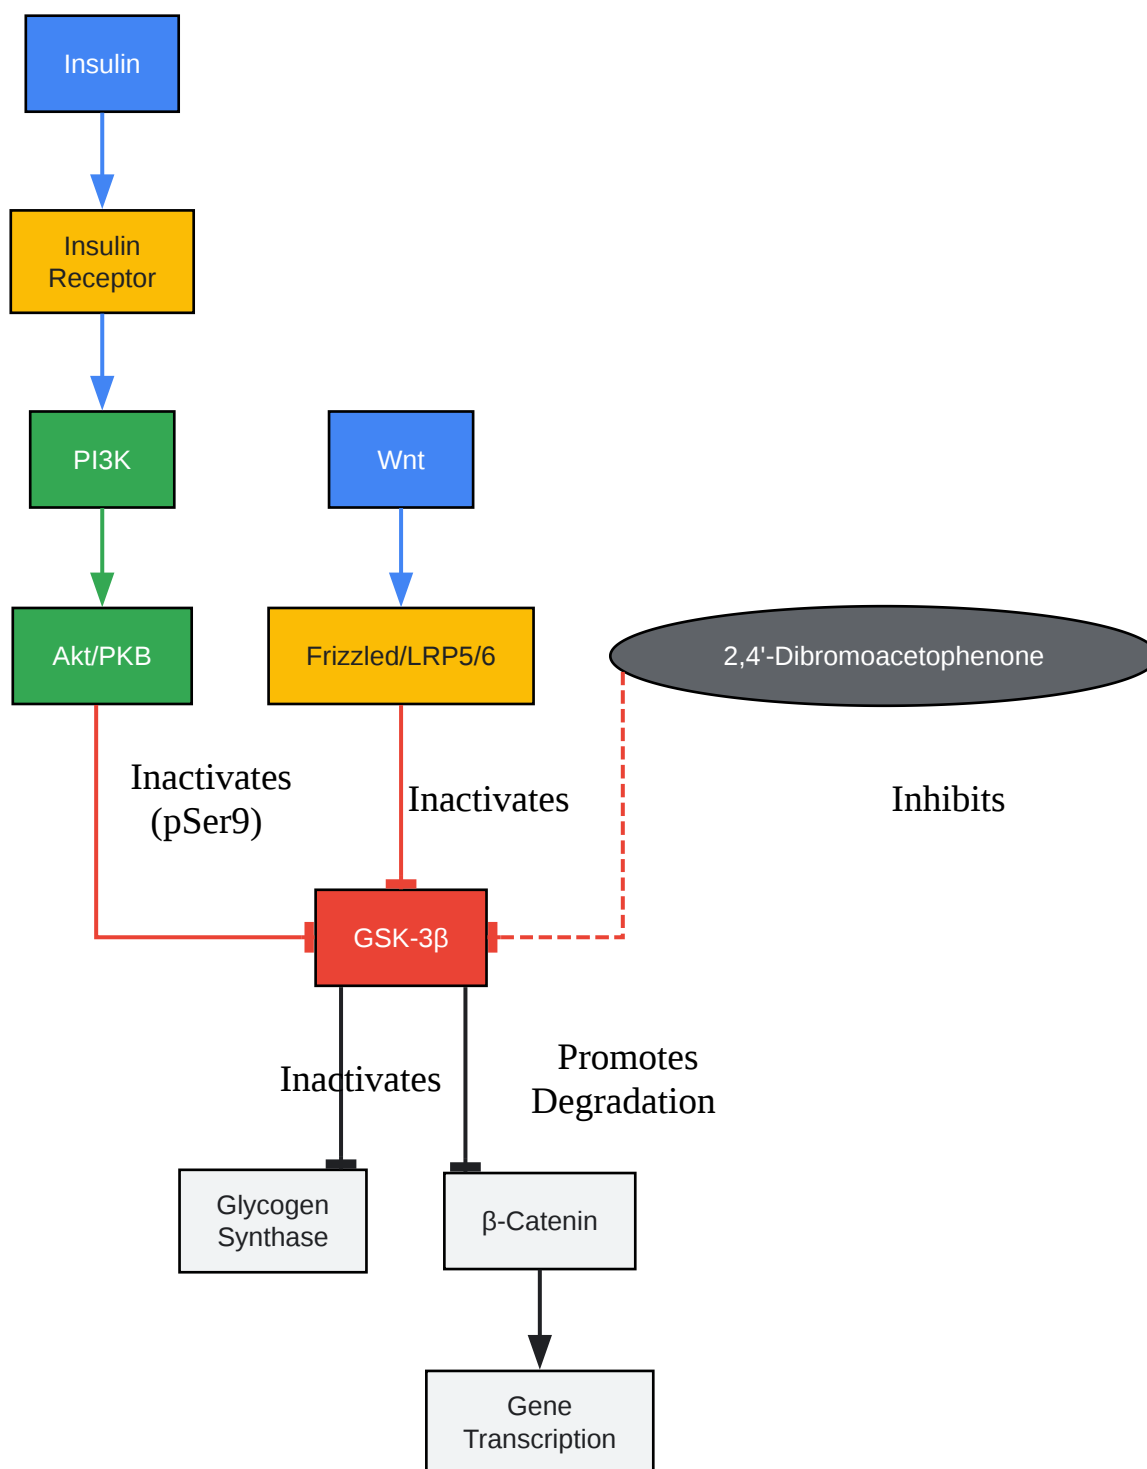 Insulin
Insulin
Receptor
PI3K
Wnt
Akt/PKB
Frizzled/LRP5/6
2,4'-Dibromoacetophenone
Inactivates
(pSer9)
Inactivates
Inhibits
GSK-3β
Inactivates
Promotes
Degradation
Glycogen
Synthase
β-Catenin
Gene
Transcription